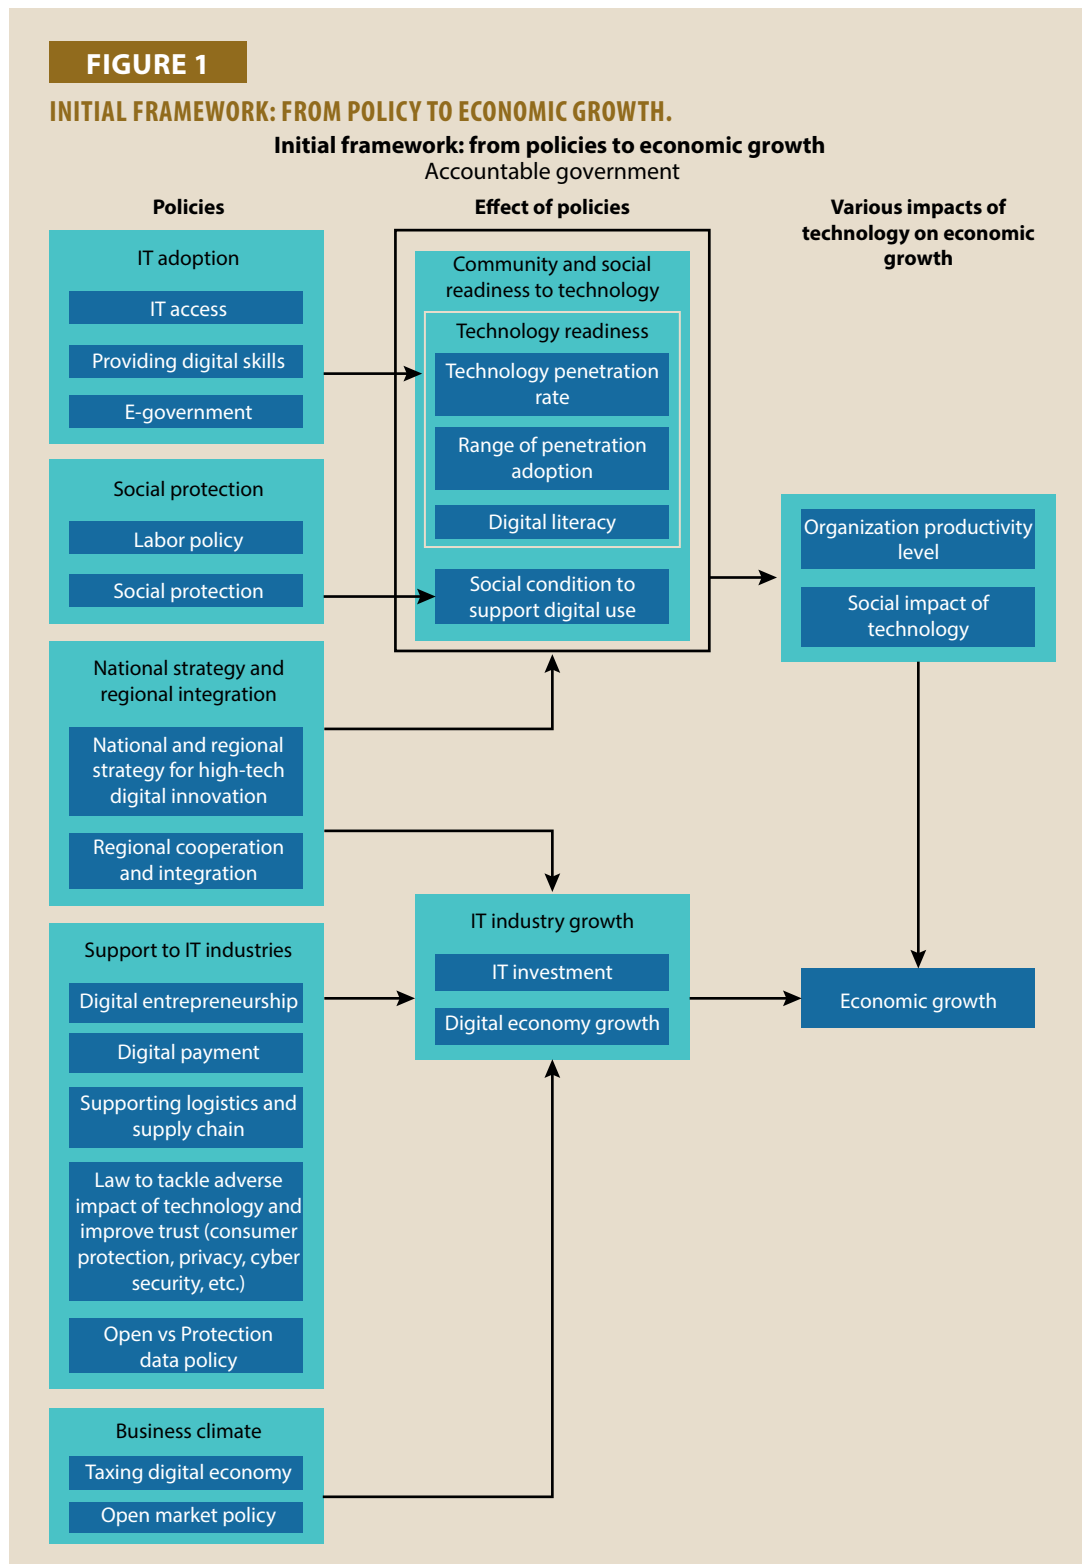 FIGURE 1
INITIAL FRAMEWORK: FROM POLICY TO ECONOMIC GROWTH.
Initial framework: from policies to economic growth
Accountable government
Policies
Effect of policies
Various impacts of
technology on economic
growth
IT adoption
IT access
Providing digital skills
E-government
Social protection
Labor policy
Social protection
National strategy and
regional integration
National and regional
strategy for high-tech
digital innovation
Regional cooperation
and integration
Support to IT industries
Digital entrepreneurship
Digital payment
Supporting logistics and
supply chain
Law to tackle adverse
impact of technology and
improve trust (consumer
protection, privacy, cyber
security, etc.)
Open vs Protection
data policy
Business climate
Taxing digital economy
Open market policy
Community and social
readiness to technology
Technology readiness
Technology penetration
rate
Range of penetration
adoption
Digital literacy
Social condition to
support digital use
IT industry growth
IT investment
Digital economy growth
Organization productivity
level
Social impact of
technology
Economic growth